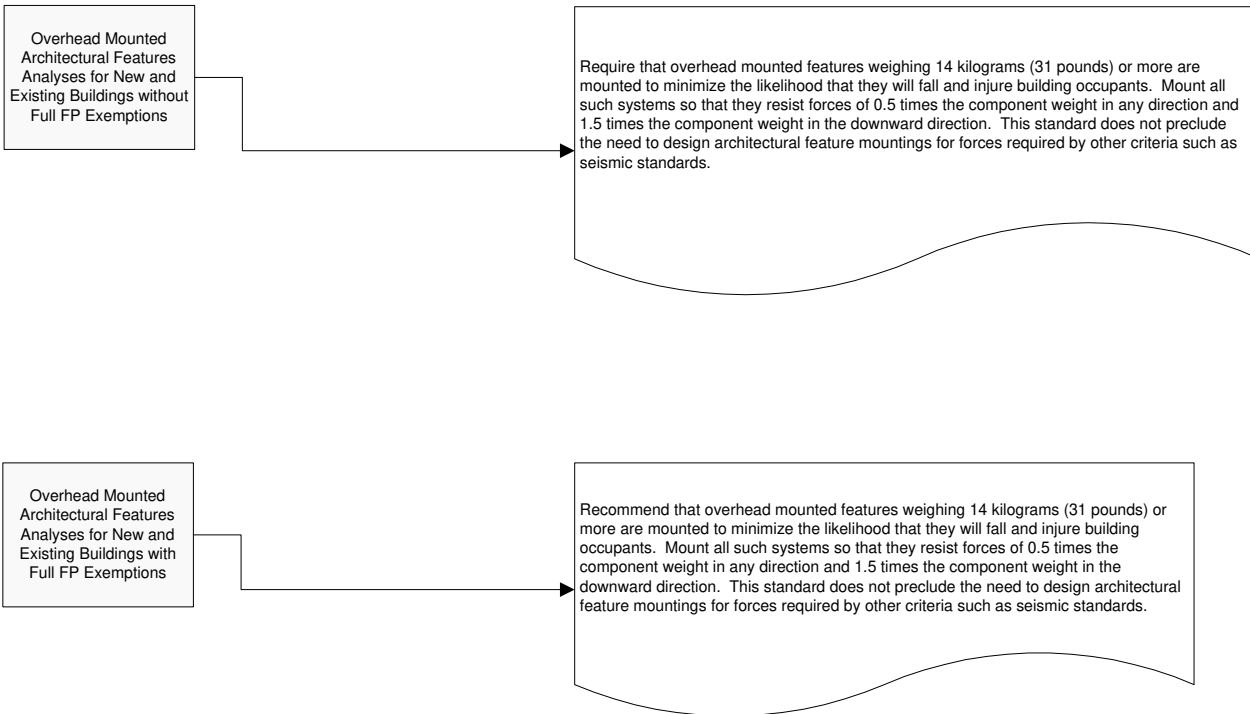 Overhead Mounted
Architectural Features
Analyses for New and
Existing Buildings without
Full FP Exemptions
Require that overhead mounted features weighing 14 kilograms (31 pounds) or more are
mounted to minimize the likelihood that they will fall and injure building occupants.  Mount all
such systems so that they resist forces of 0.5 times the component weight in any direction and
1.5 times the component weight in the downward direction.  This standard does not preclude
the need to design architectural feature mountings for forces required by other criteria such as
seismic standards.
Overhead Mounted
Architectural Features
Analyses for New and
Existing Buildings with
Full FP Exemptions
Recommend that overhead mounted features weighing 14 kilograms (31 pounds) or
more are mounted to minimize the likelihood that they will fall and injure building
occupants.  Mount all such systems so that they resist forces of 0.5 times the
component weight in any direction and 1.5 times the component weight in the
downward direction.  This standard does not preclude the need to design architectural
feature mountings for forces required by other criteria such as seismic standards.